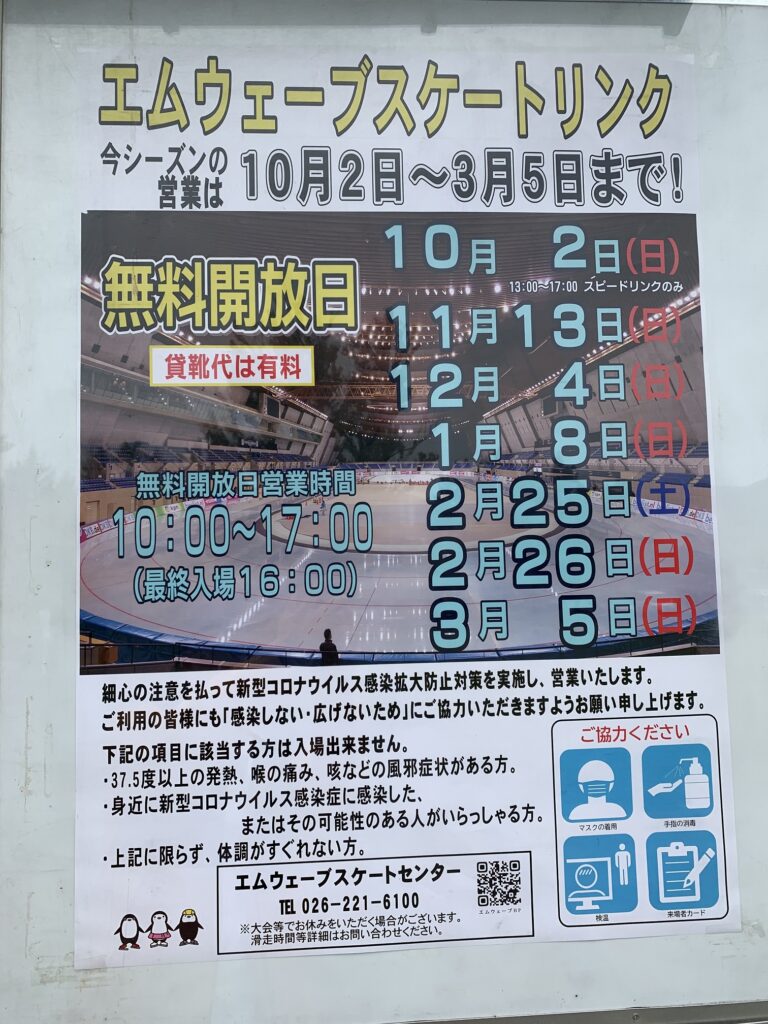 エムウェーブスケートリンク
今シーズンの
営業は
10月2日～3月5日まで!
無料開放日
貸靴代は有料
10月 2日(日)
13:00～17:00 スピードリンクのみ
11月13日(日)
12月 4日(日)
1月 8日(日)
2月25日(土)
2月26日(日)
3月 5日(日)
無料開放日営業時間
10:00～17:00
(最終入場16:00)
細心の注意を払って新型コロナウイルス感染拡大防止対策を実施し、営業いたします。
ご利用の皆様にも「感染しない・広げないため」にご協力いただきますようお願い申し上げます。
下記の項目に該当する方は入場出来ません。
・37.5度以上の発熱、喉の痛み、咳などの風邪症状がある方。
・身近に新型コロナウイルス感染症に感染した、
またはその可能性のある人がいらっしゃる方。
・上記に限らず、体調がすぐれない方。
ご協力ください
マスクの着用
手指の消毒
検温
来場者カード
エムウェーブスケートセンター
TEL 026-221-6100
※大会等でお休みをいただく場合がございます。
滑走時間等詳細はお問い合わせください。
エムウェーブHP